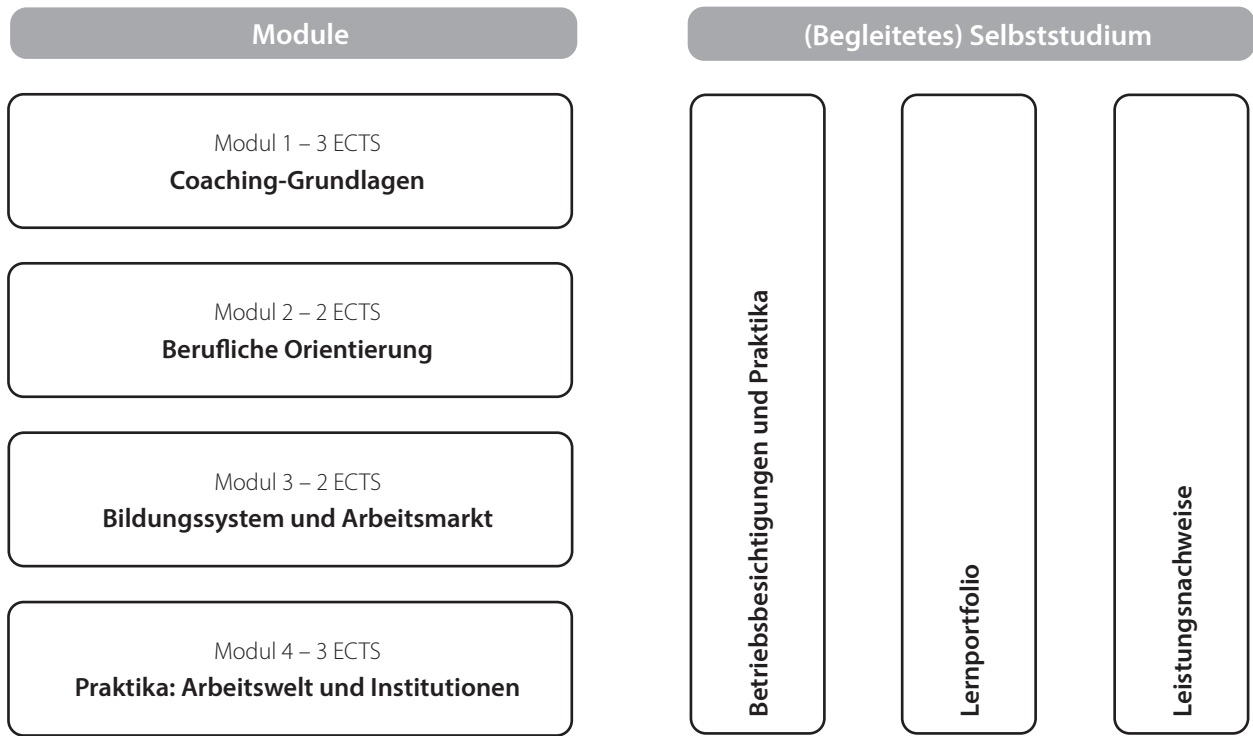 Module
Modul 1 – 3 ECTS
Coaching-Grundlagen
Modul 2 – 2 ECTS
Berufliche Orientierung
Modul 3 – 2 ECTS
Bildungssystem und Arbeitsmarkt
Modul 4 – 3 ECTS
Praktika: Arbeitswelt und Institutionen
(Begleitetes) Selbststudium
Betriebsbesichtigungen und Praktika
Lernportfolio
Leistungsnachweise